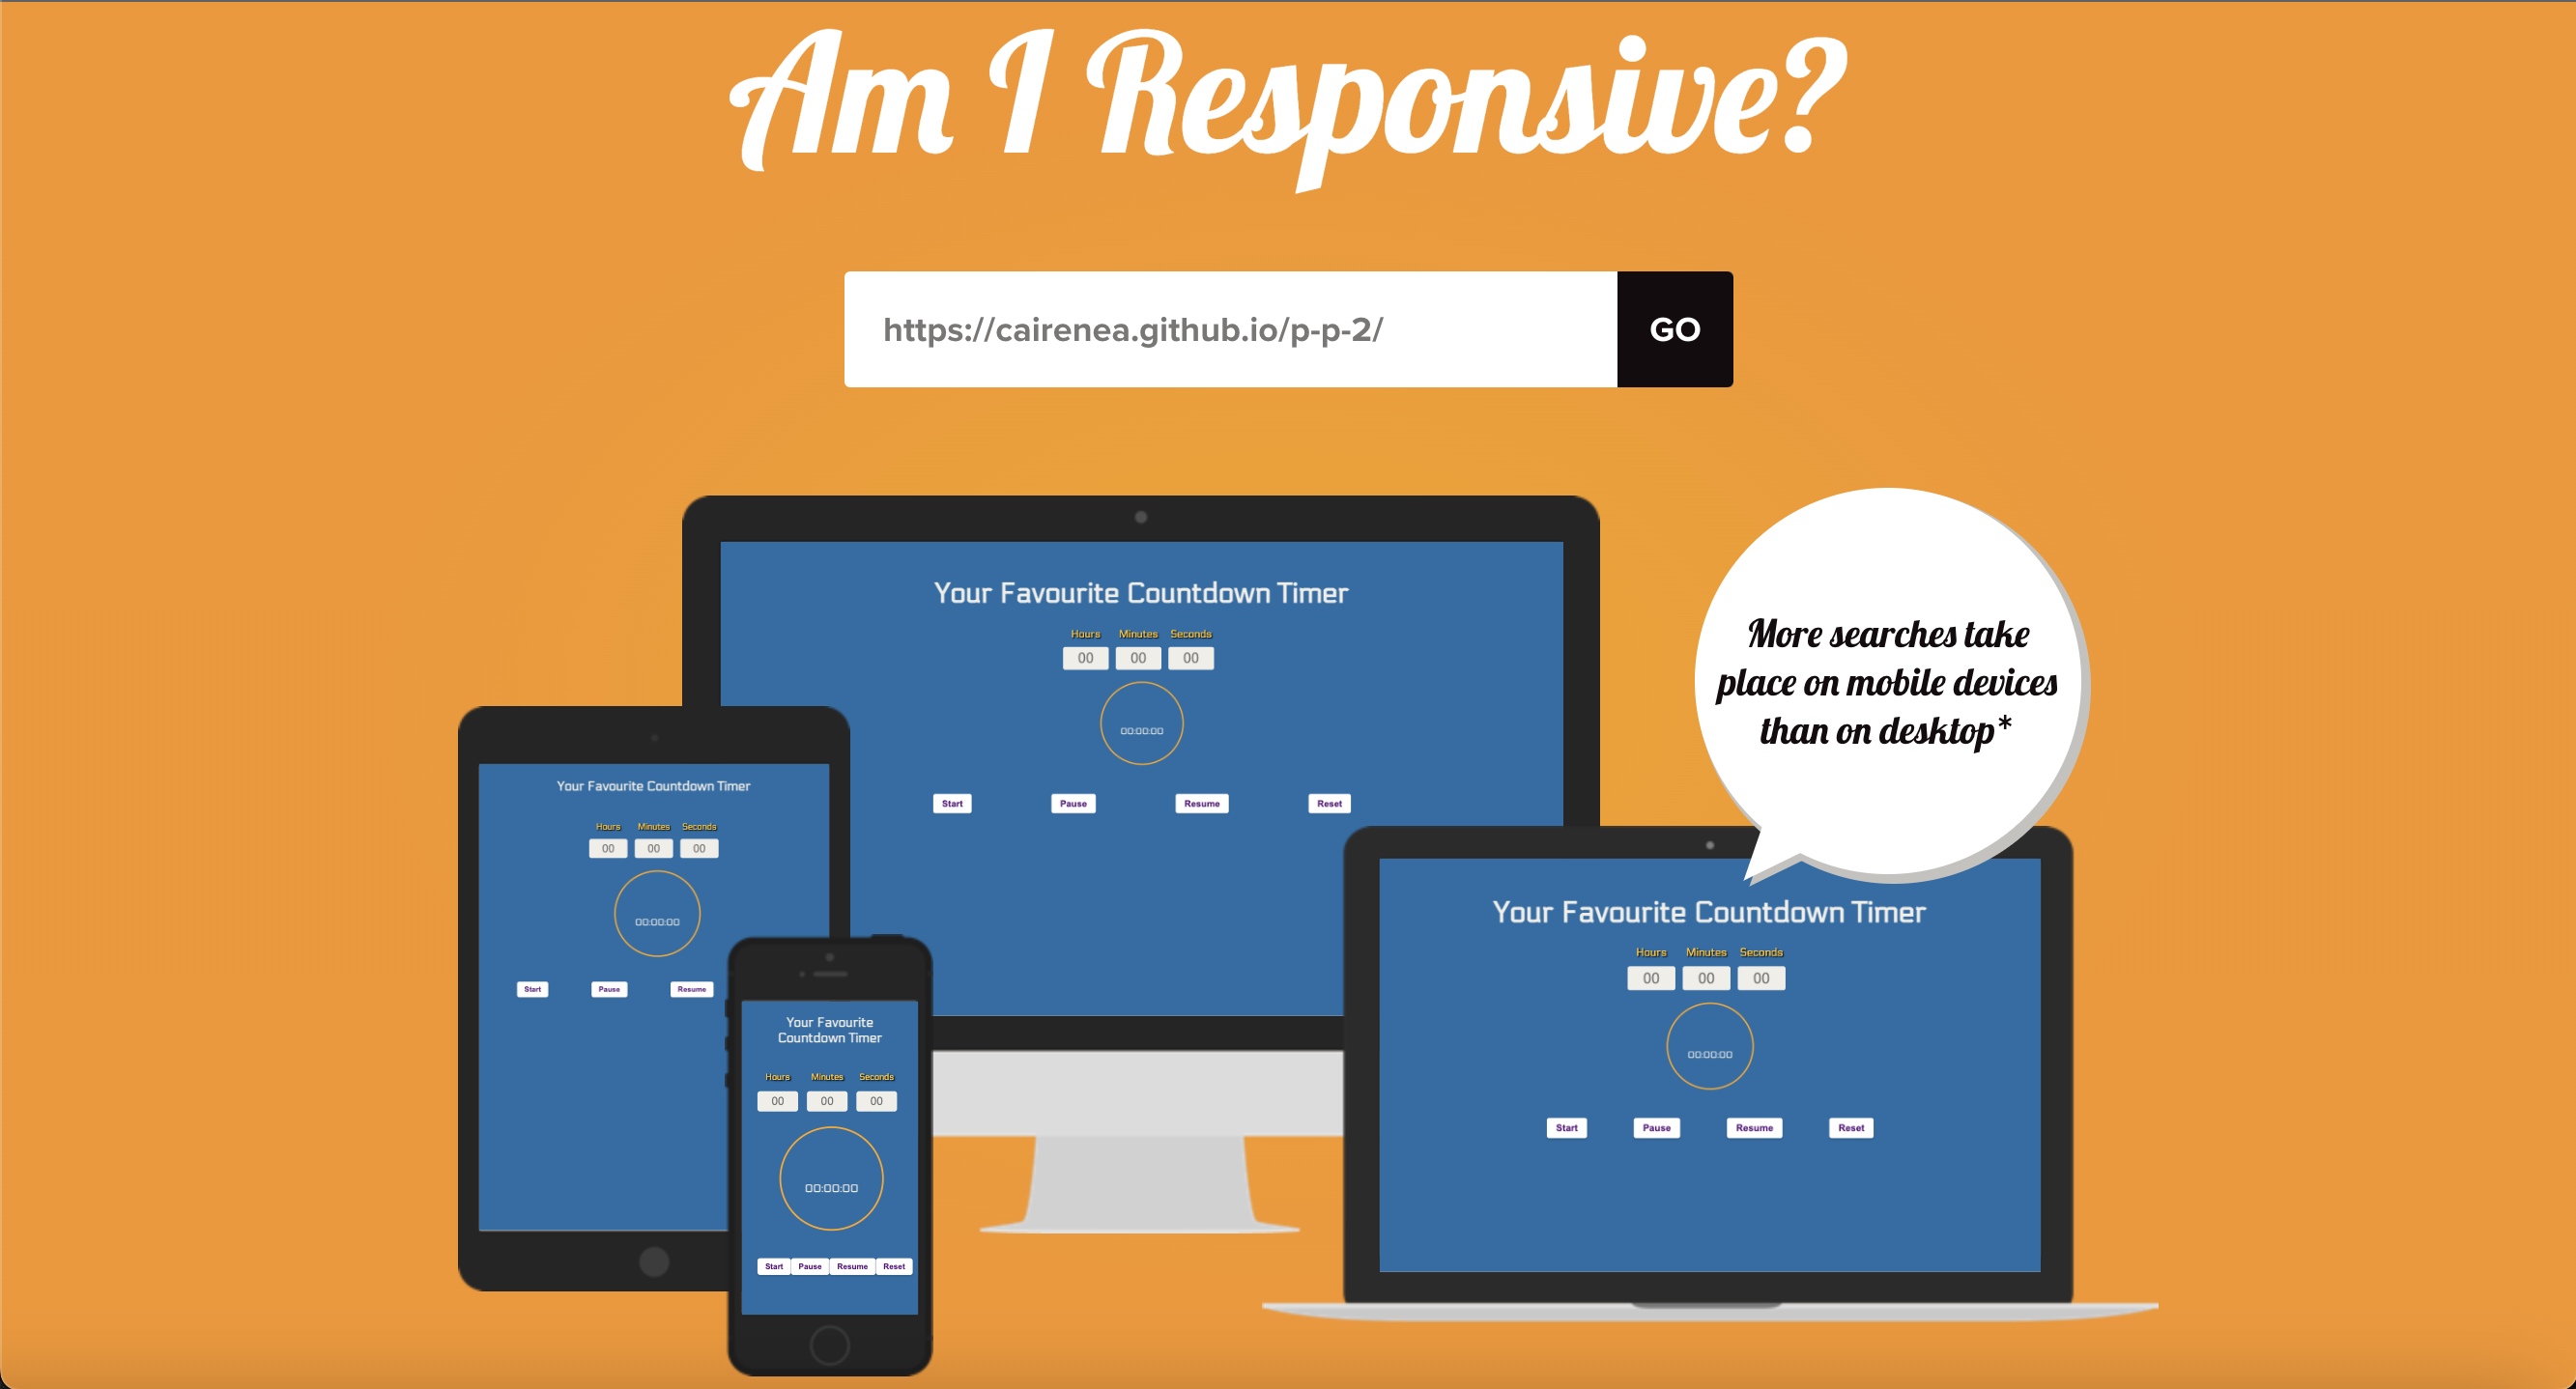 Am I Responsive?
https://cairenea.github.io/p-p-2/
GO
Your Favourite Countdown Timer
Hours Minutes Seconds
00 00 00
00:00:00
Start Pause Resume Reset
More searches take
place on mobile devices
than on desktop*
Your Favourite Countdown Timer
Hours Minutes Seconds
00 00 00
00:00:00
Start Pause Resume
Your Favourite
Countdown Timer
Hours Minutes Seconds
00 00 00
00:00:00
Start Pause Resume Reset
Your Favourite Countdown Timer
Hours Minutes Seconds
00 00 00
00:00:00
Start Pause Resume Reset